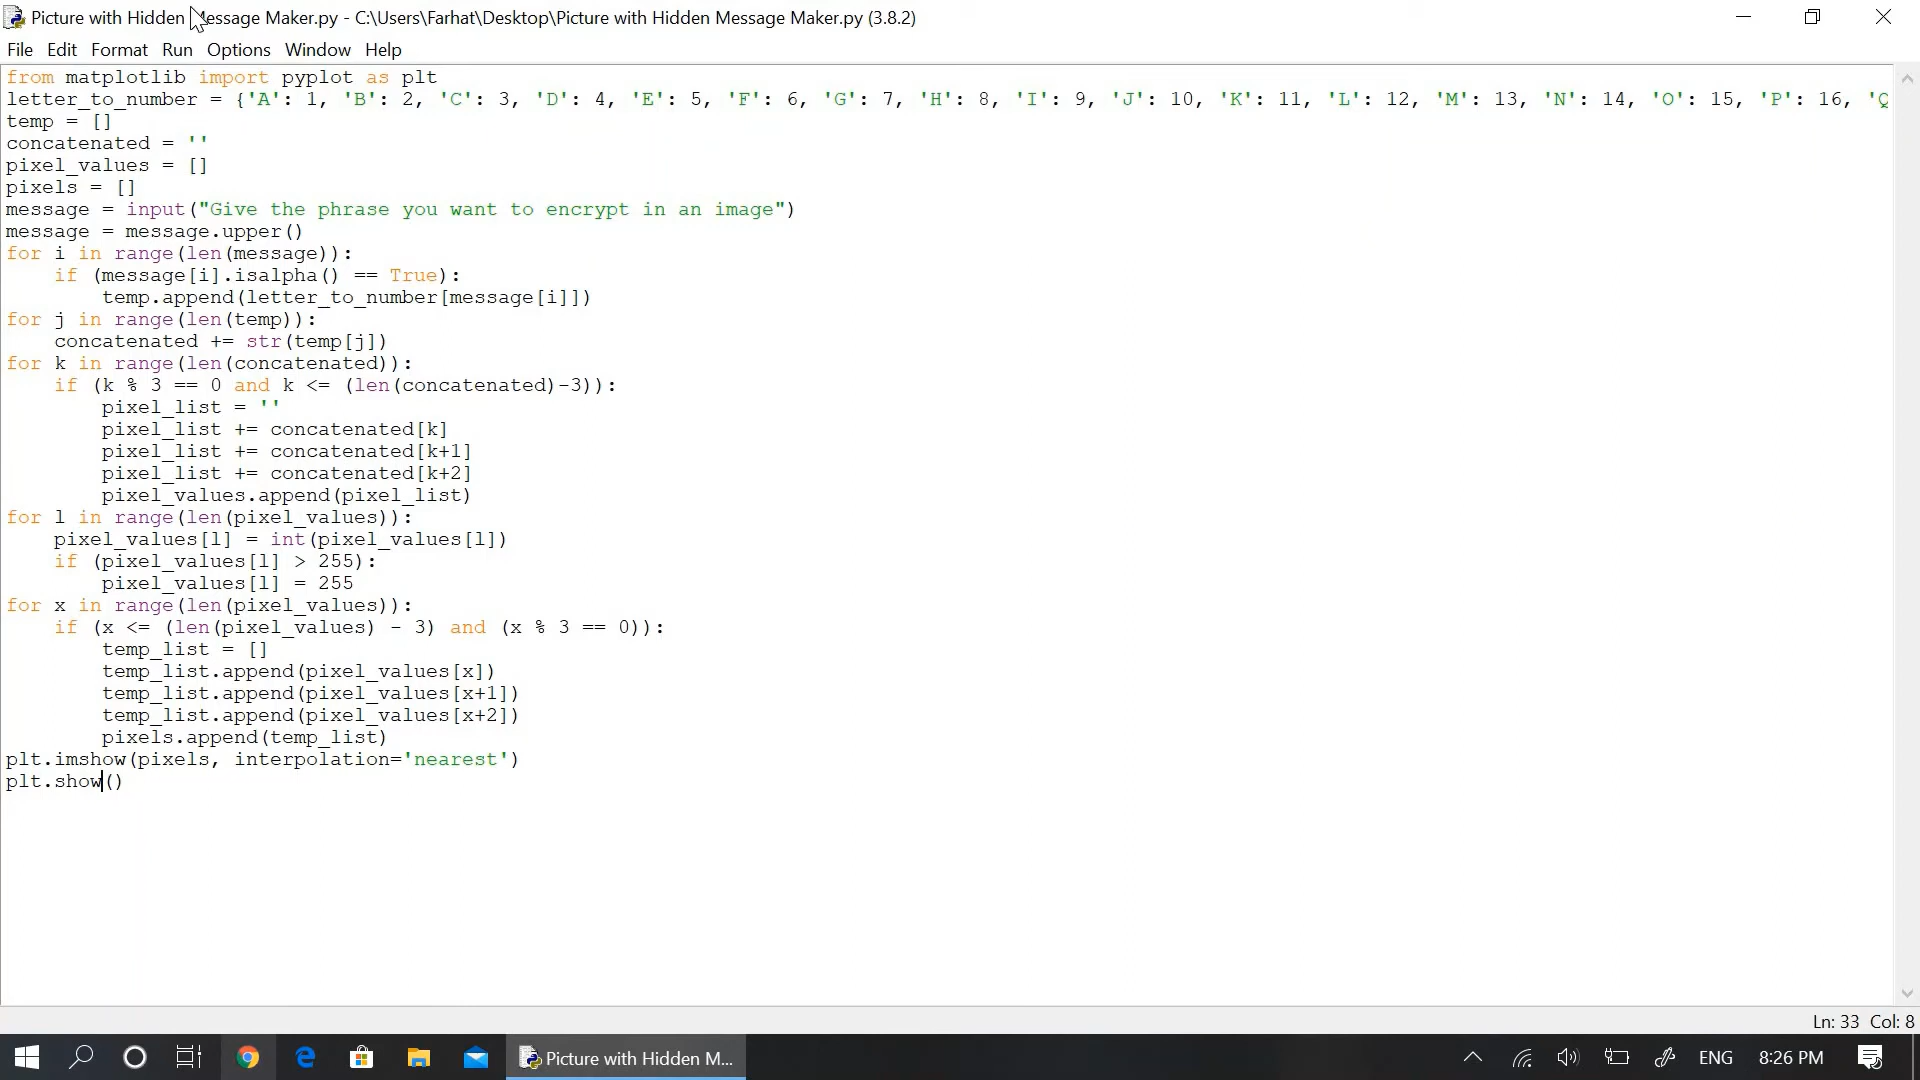 Picture with Hidden Message Maker.py - C:\Users\Farhat\Desktop\Picture with Hidden Message Maker.py (3.8.2)
File Edit Format Run Options Window Help
from matplotlib import pyplot as plt
letter_to_number = {'A': 1, 'B': 2, 'C': 3, 'D': 4, 'E': 5, 'F': 6, 'G': 7, 'H': 8, 'I': 9, 'J': 10, 'K': 11, 'L': 12, 'M': 13, 'N': 14, 'O': 15, 'P': 16, 'Q
temp = []
concatenated = ''
pixel_values = []
pixels = []
message = input("Give the phrase you want to encrypt in an image")
message = message.upper()
for i in range(len(message)):
    if (message[i].isalpha() == True):
        temp.append(letter_to_number[message[i]])
for j in range(len(temp)):
    concatenated += str(temp[j])
for k in range(len(concatenated)):
    if (k % 3 == 0 and k <= (len(concatenated)-3)):
        pixel_list = ''
        pixel_list += concatenated[k]
        pixel_list += concatenated[k+1]
        pixel_list += concatenated[k+2]
        pixel_values.append(pixel_list)
for l in range(len(pixel_values)):
    pixel_values[l] = int(pixel_values[l])
    if (pixel_values[l] > 255):
        pixel_values[l] = 255
for x in range(len(pixel_values)):
    if (x <= (len(pixel_values) - 3) and (x % 3 == 0)):
        temp_list = []
        temp_list.append(pixel_values[x])
        temp_list.append(pixel_values[x+1])
        temp_list.append(pixel_values[x+2])
        pixels.append(temp_list)
plt.imshow(pixels, interpolation='nearest')
plt.show()
Ln: 33 Col: 8
Picture with Hidden M... ENG 8:26 PM